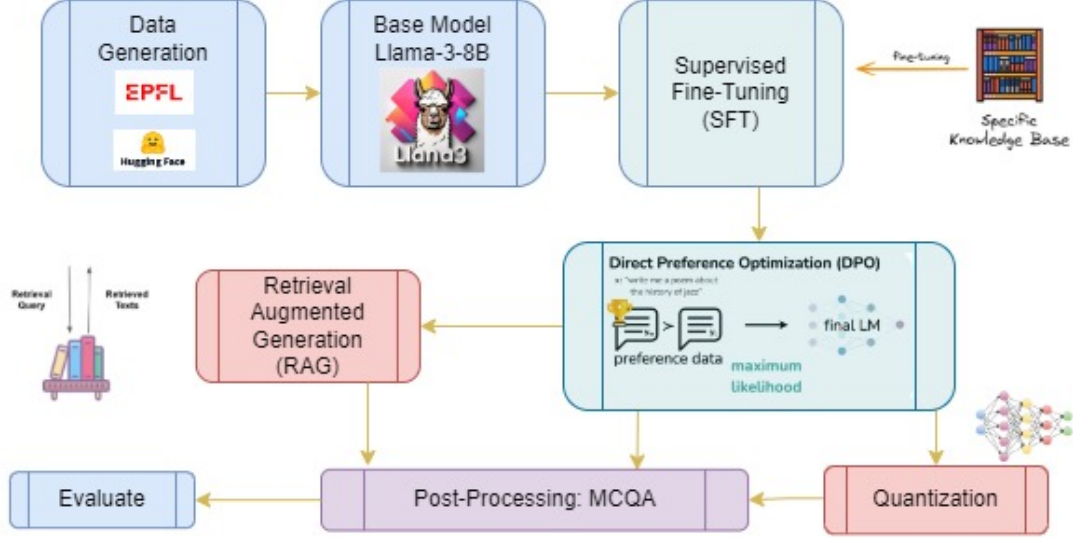 Data
Generation
EPFL
Hugging Face
Base Model
Llama-3-8B
Llama3
Supervised
Fine-Tuning
(SFT)
fine-tuning
Specific
Knowledge Base
Retrieval
Query
Retrieved
Texts
Retrieval
Augmented
Generation
(RAG)
Direct Preference Optimization (DPO)
x: "write me a poem about
the history of jazz"
preference data
maximum
likelihood
final LM
Evaluate
Post-Processing: MCQA
Quantization